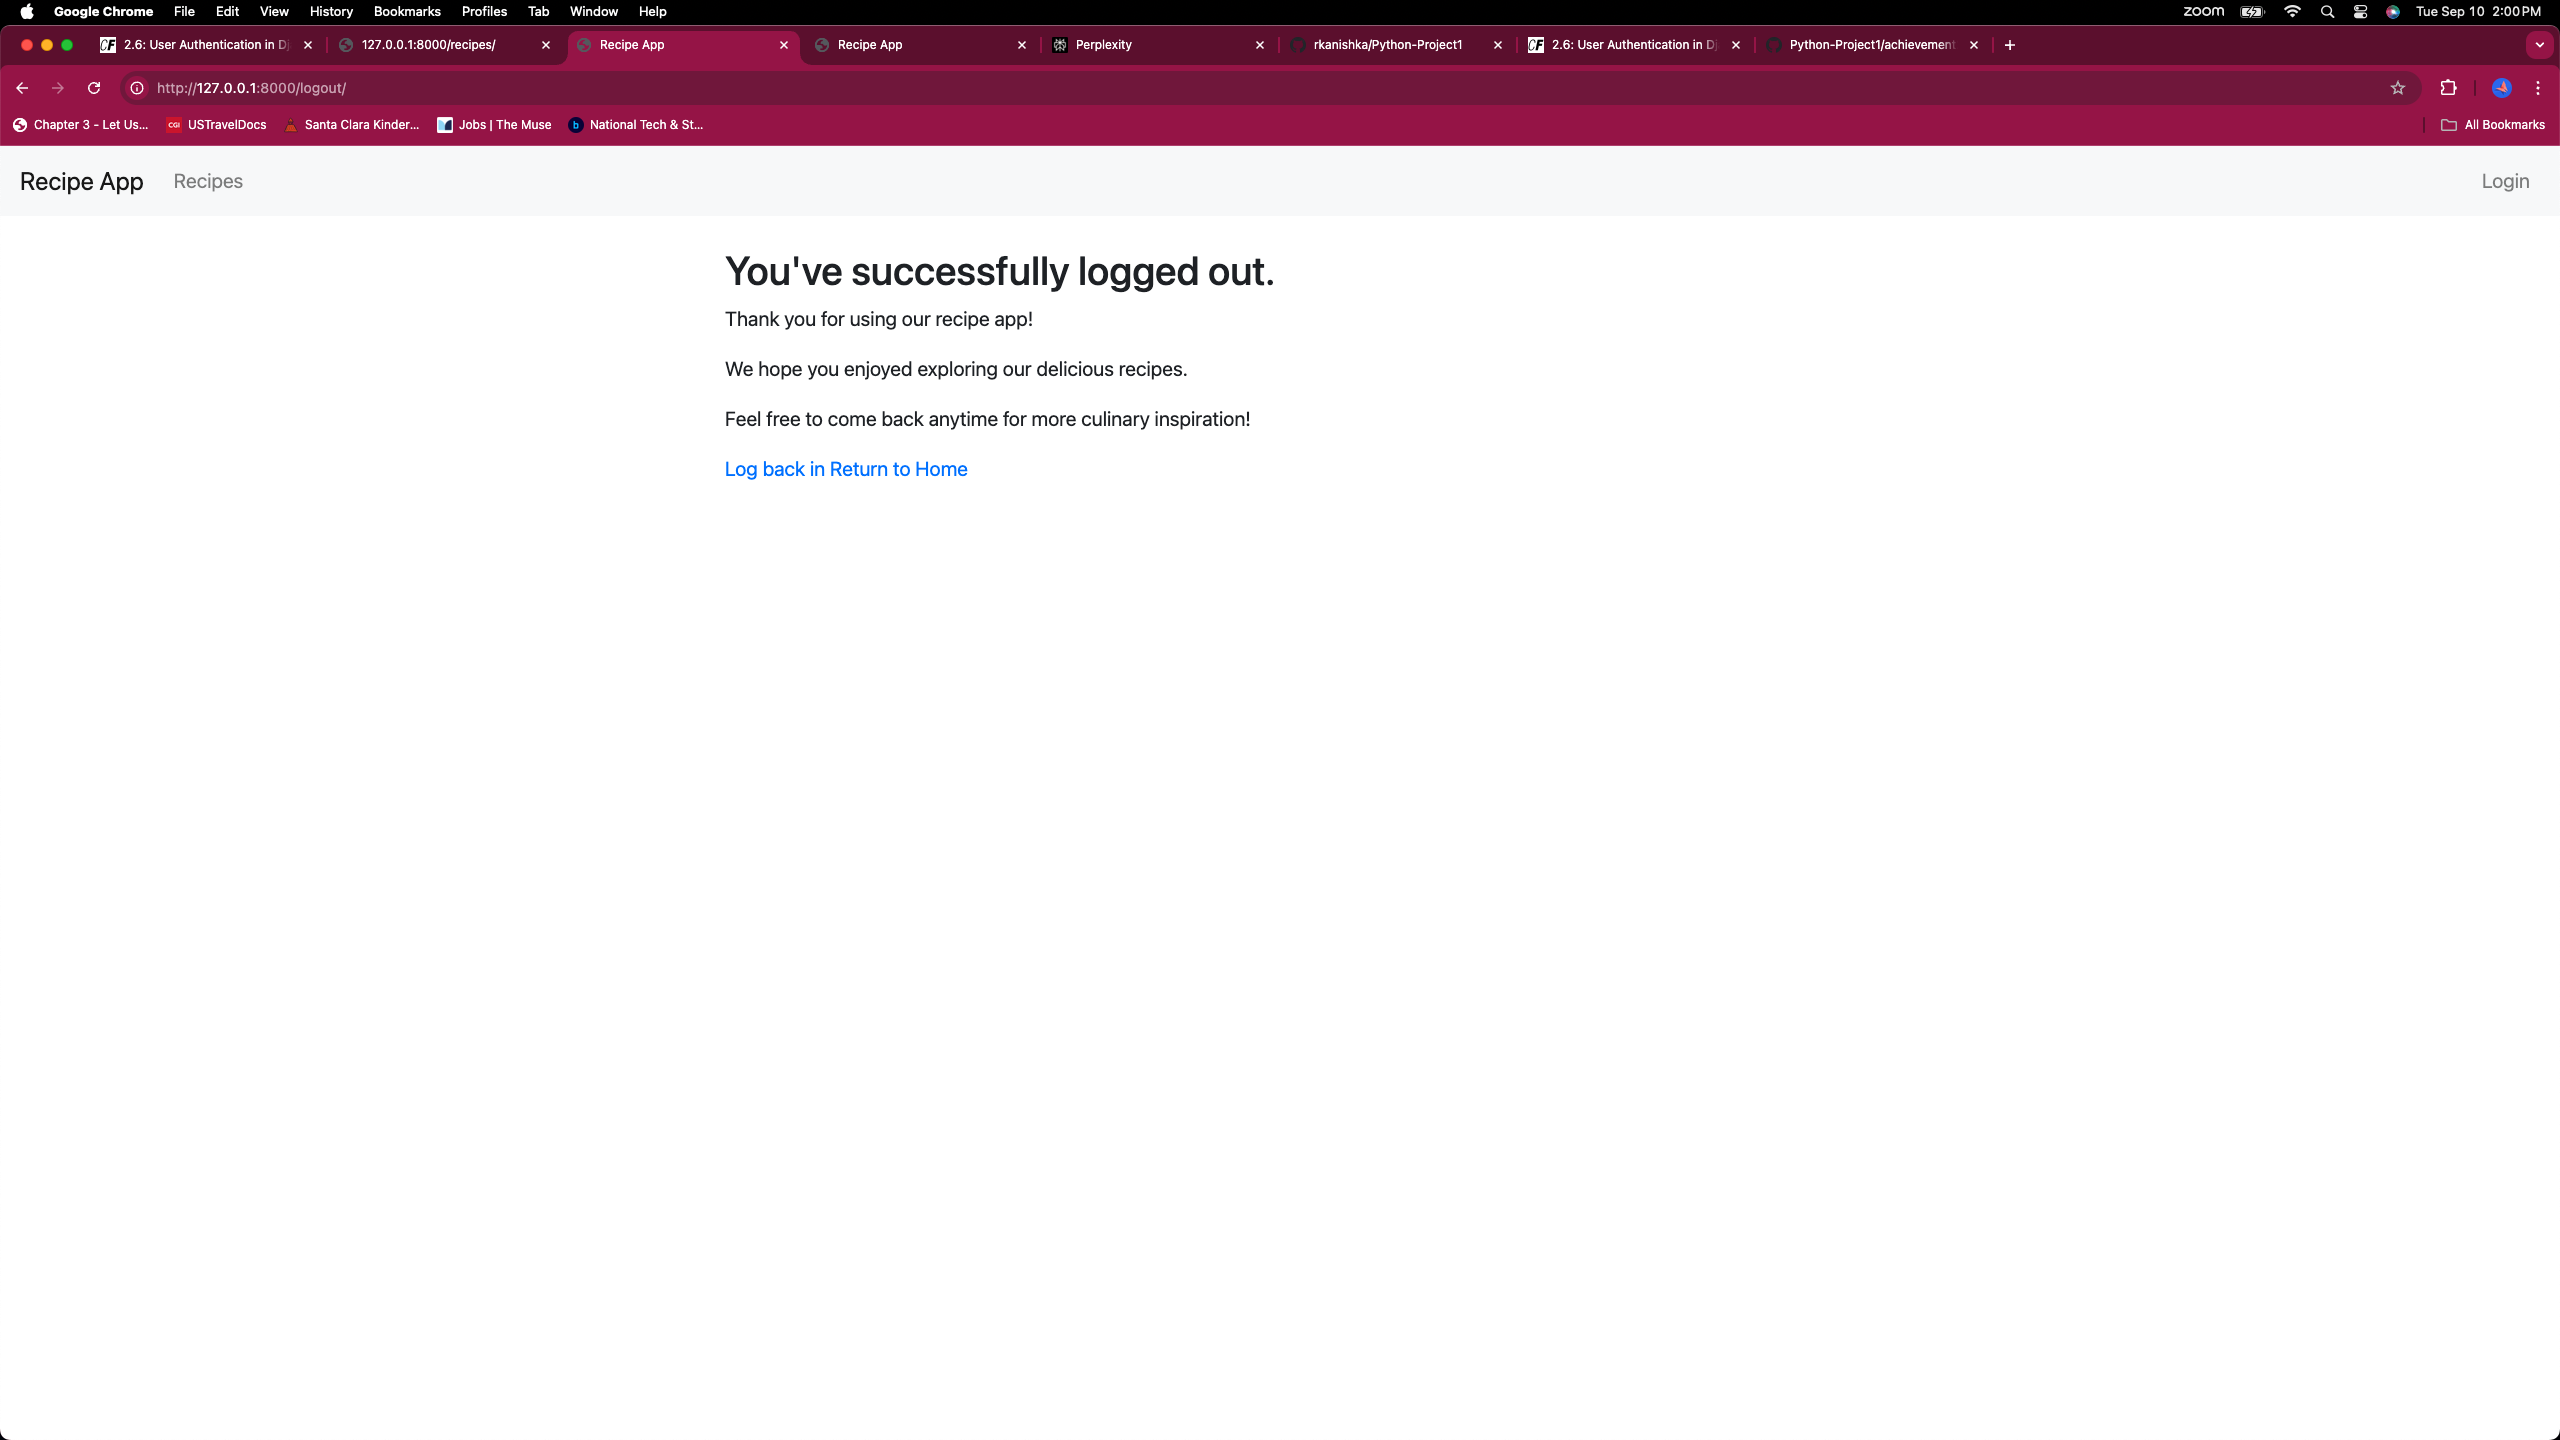 Google Chrome File Edit View History Bookmarks Profiles Tab Window Help zoom Tue Sep 10 2:00 PM
CF 2.6: User Authentication in Dj 127.0.0.1:8000/recipes/ Recipe App Recipe App Perplexity rkanishka/Python-Project1 CF 2.6: User Authentication in Dj Python-Project1/achievement
http://127.0.0.1:8000/logout/
Chapter 3 - Let Us... CGI USTravelDocs Santa Clara Kinder... Jobs | The Muse b National Tech & St... All Bookmarks
Recipe App Recipes Login
You've successfully logged out.
Thank you for using our recipe app!
We hope you enjoyed exploring our delicious recipes.
Feel free to come back anytime for more culinary inspiration!
Log back in Return to Home